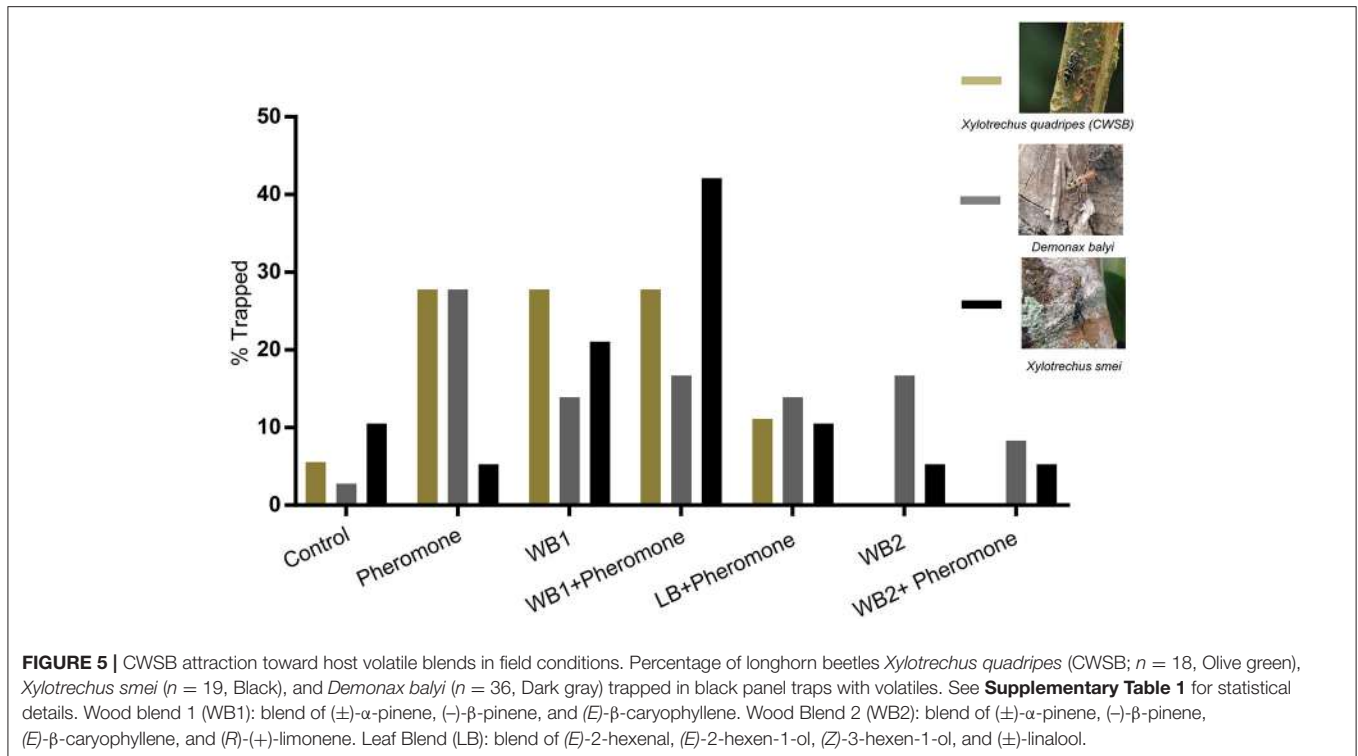 Xylotrechus quadripes (CWSB)
Demonax balyi
Xylotrechus smei
% Trapped
50
40
30
20
10
0
Control
Pheromone
WB1
WB1+Pheromone
LB+Pheromone
WB2
WB2+ Pheromone
FIGURE 5 | CWSB attraction toward host volatile blends in field conditions. Percentage of longhorn beetles Xylotrechus quadripes (CWSB; n = 18, Olive green),
Xylotrechus smei (n = 19, Black), and Demonax balyi (n = 36, Dark gray) trapped in black panel traps with volatiles. See Supplementary Table 1 for statistical
details. Wood blend 1 (WB1): blend of (±)-α-pinene, (–)-β-pinene, and (E)-β-caryophyllene. Wood Blend 2 (WB2): blend of (±)-α-pinene, (–)-β-pinene,
(E)-β-caryophyllene, and (R)-(+)-limonene. Leaf Blend (LB): blend of (E)-2-hexenal, (E)-2-hexen-1-ol, (Z)-3-hexen-1-ol, and (±)-linalool.